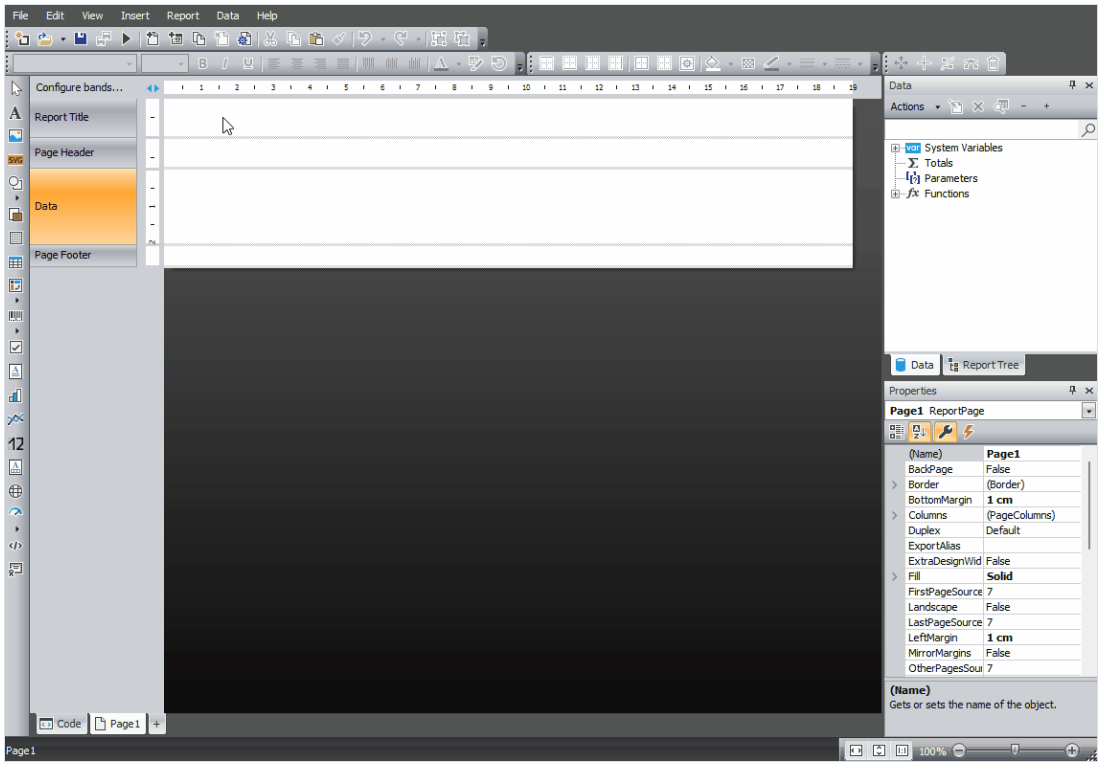 File Edit View Insert Report Data Help
B I U A
Configure bands... 1 2 3 4 5 6 7 8 9 10 11 12 13 14 15 16 17 18 19
Report Title
Page Header
Data
Page Footer
1
2
A
SVG
12
Data
Actions
var System Variables
Σ Totals
[?] Parameters
fx Functions
Data Report Tree
Properties
Page1 ReportPage
A Z
(Name) Page1
BackPage False
Border (Border)
BottomMargin 1 cm
Columns (PageColumns)
Duplex Default
ExportAlias
ExtraDesignWid False
Fill Solid
FirstPageSource 7
Landscape False
LastPageSource 7
LeftMargin 1 cm
MirrorMargins False
OtherPagesSour 7
(Name)
Gets or sets the name of the object.
Code Page1 +
Page1 1:1 100%